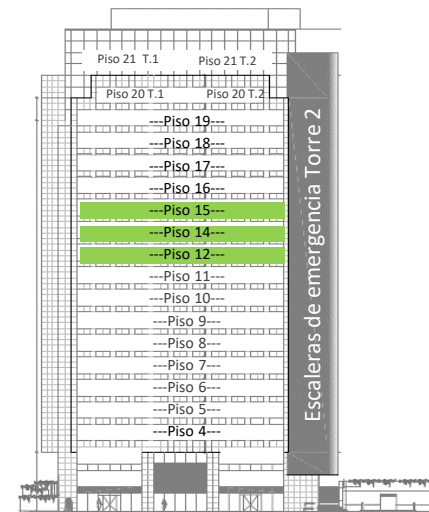 Piso 21 T.1 Piso 21 T.2
Piso 20 T.1 Piso 20 T.2
---Piso 19---
---Piso 18---
---Piso 17---
---Piso 16---
---Piso 15---
---Piso 14---
---Piso 12---
---Piso 11---
---Piso 10---
---Piso 9---
---Piso 8---
---Piso 7---
---Piso 6---
---Piso 5---
---Piso 4---
Escaleras de emergencia Torre 2